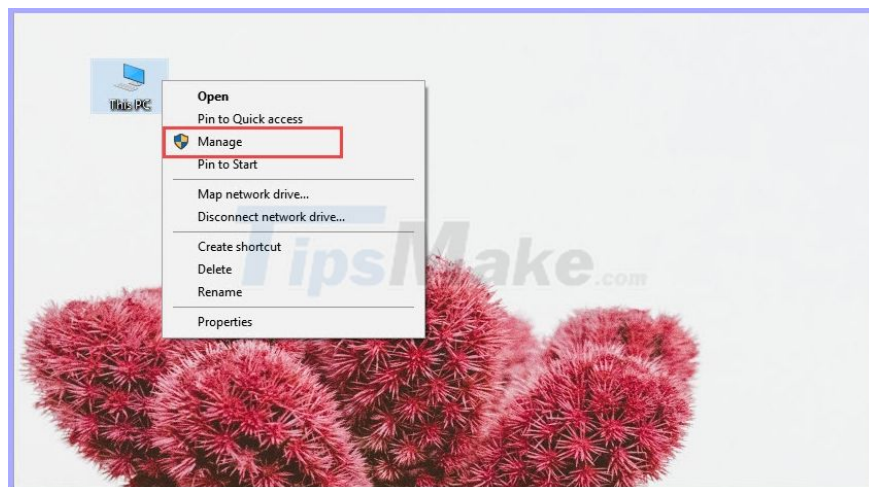 This PC
Open
Pin to Quick access
Manage
Pin to Start
Map network drive...
Disconnect network drive...
Create shortcut
Delete
Rename
Properties
TipsMake.com